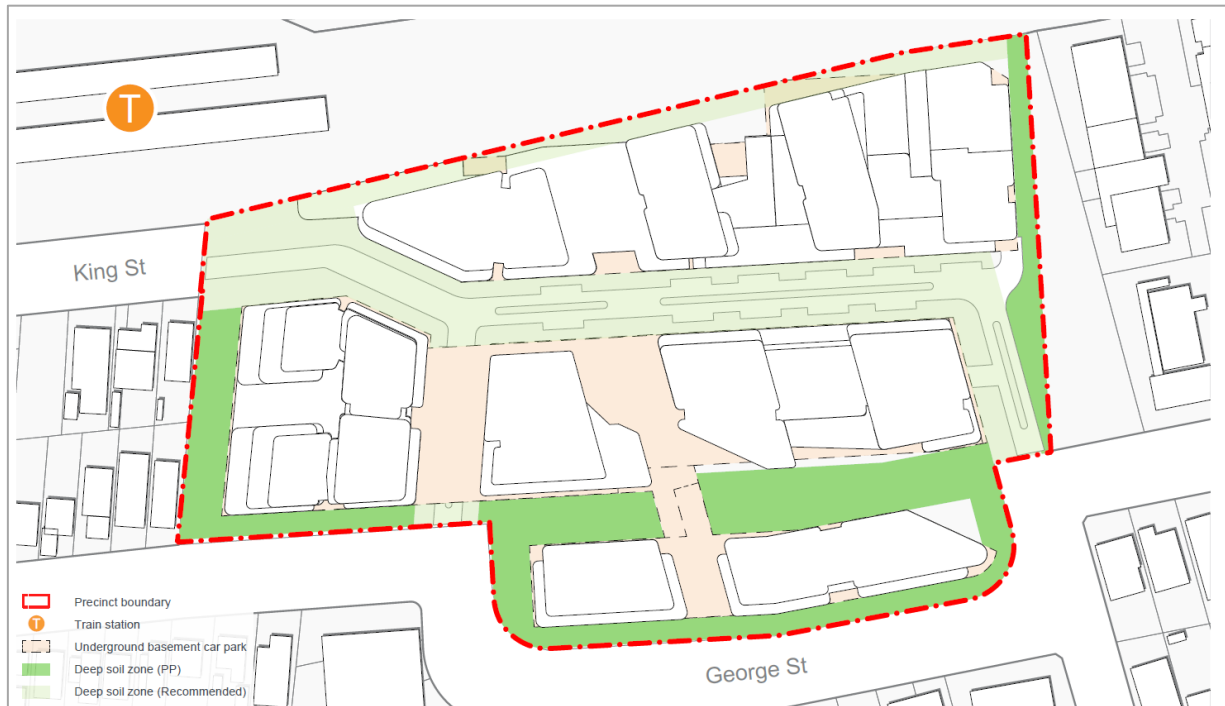 T
King St
Precinct boundary
T Train station
Underground basement car park
Deep soil zone (PP)
Deep soil zone (Recommended)
George St